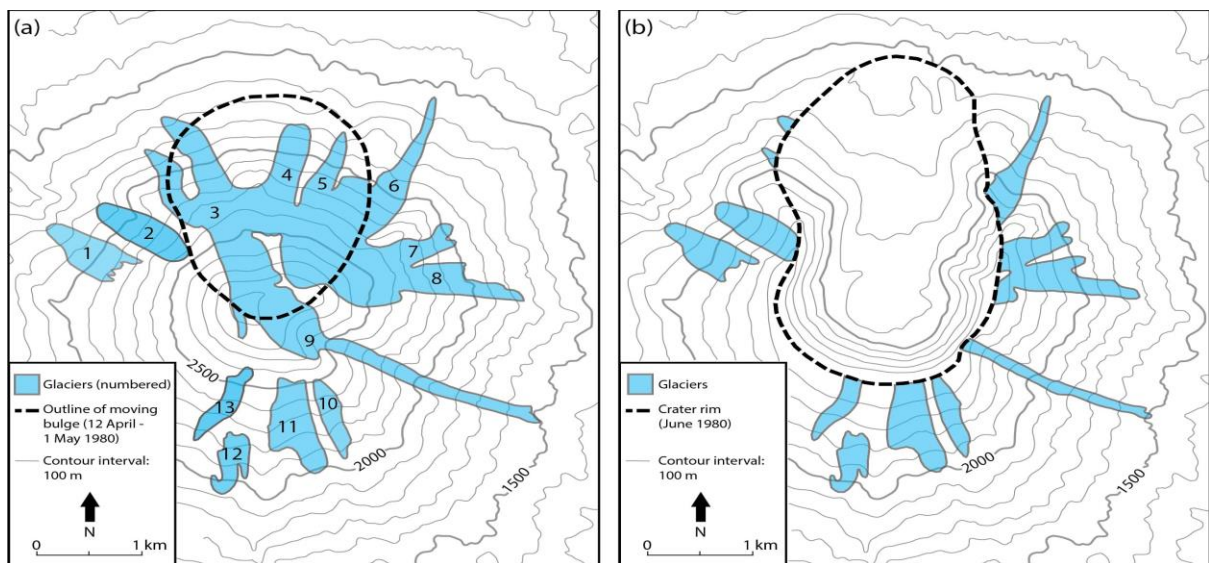 (a)
4
5
6
3
2
7
1
8
9
2500
13
10
11
12
2000
1500
Glaciers (numbered)
Outline of moving
bulge (12 April -
1 May 1980)
Contour interval:
100 m
N
0 1 km
(b)
2000
1500
Glaciers
Crater rim
(June 1980)
Contour interval:
100 m
N
0 1 km